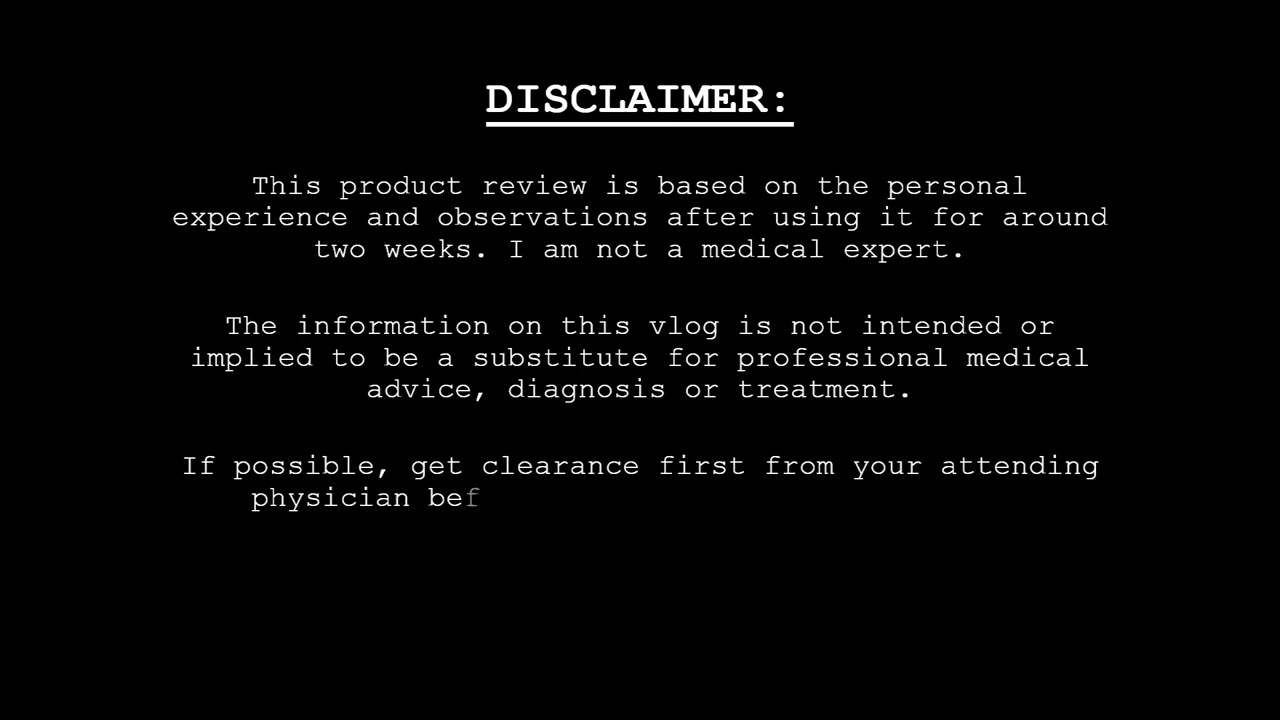 DISCLAIMER:
This product review is based on the personal
experience and observations after using it for around
two weeks. I am not a medical expert.
The information on this vlog is not intended or
implied to be a substitute for professional medical
advice, diagnosis or treatment.
If possible, get clearance first from your attending
physician bef